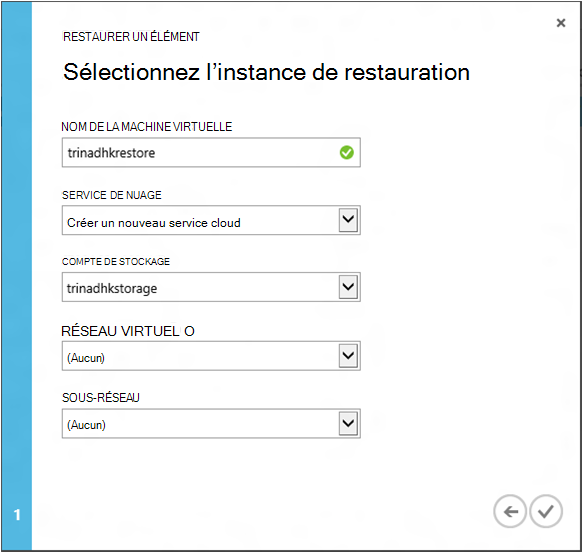 RESTAURER UN ÉLÉMENT
Sélectionnez l’instance de restauration
NOM DE LA MACHINE VIRTUELLE
trinadhkrestore
SERVICE DE NUAGE
Créer un nouveau service cloud
COMPTE DE STOCKAGE
trinadhkstorage
RÉSEAU VIRTUEL O
(Aucun)
SOUS-RÉSEAU
(Aucun)
1